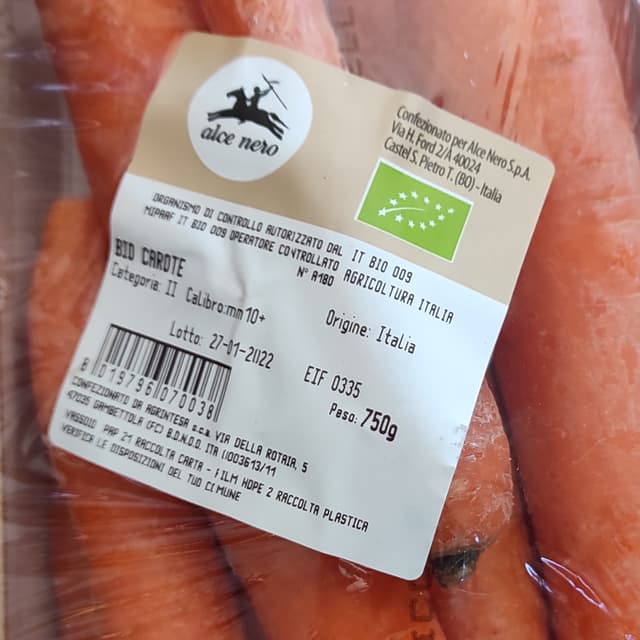 alce nero
Confezionato per Alce Nero S.p.A.
Via H. Ford 2/A 40024
Castel S. Pietro T. (BO) - Italia
ORGANISMO DI CONTROLLO AUTORIZZATO DAL IT BIO 009
MIPAAF IT BIO 009 OPERATORE CONTROLLATO AGRICOLTURA ITALIA
N° A180
BIO CAROTE
Categoria: II Calibro:mm 10+
Origine: Italia
Lotto: 27-01-2022
EIF 0335
Peso: 750g
8 019796 070038
CONFEZIONATO DA AGRINTESA s.c.a. VIA DELLA ROTAIA, 5
47035 GAMBETTOLA (FC) B.D.N.O.O. ITA 1003613/11
VASSOIO PAP 21 RACCOLTA CARTA - FILM HDPE 2 RACCOLTA PLASTICA
VERIFICA LE DISPOSIZIONI DEL TUO COMUNE